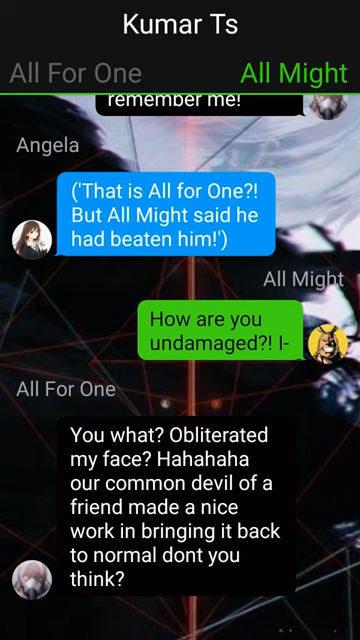 Kumar Ts
All For One
All Might
remember me!
Angela
('That is All for One?!
But All Might said he
had beaten him!')
All Might
How are you
undamaged?! I-
All For One
You what? Obliterated
my face? Hahahaha
our common devil of a
friend made a nice
work in bringing it back
to normal dont you
think?